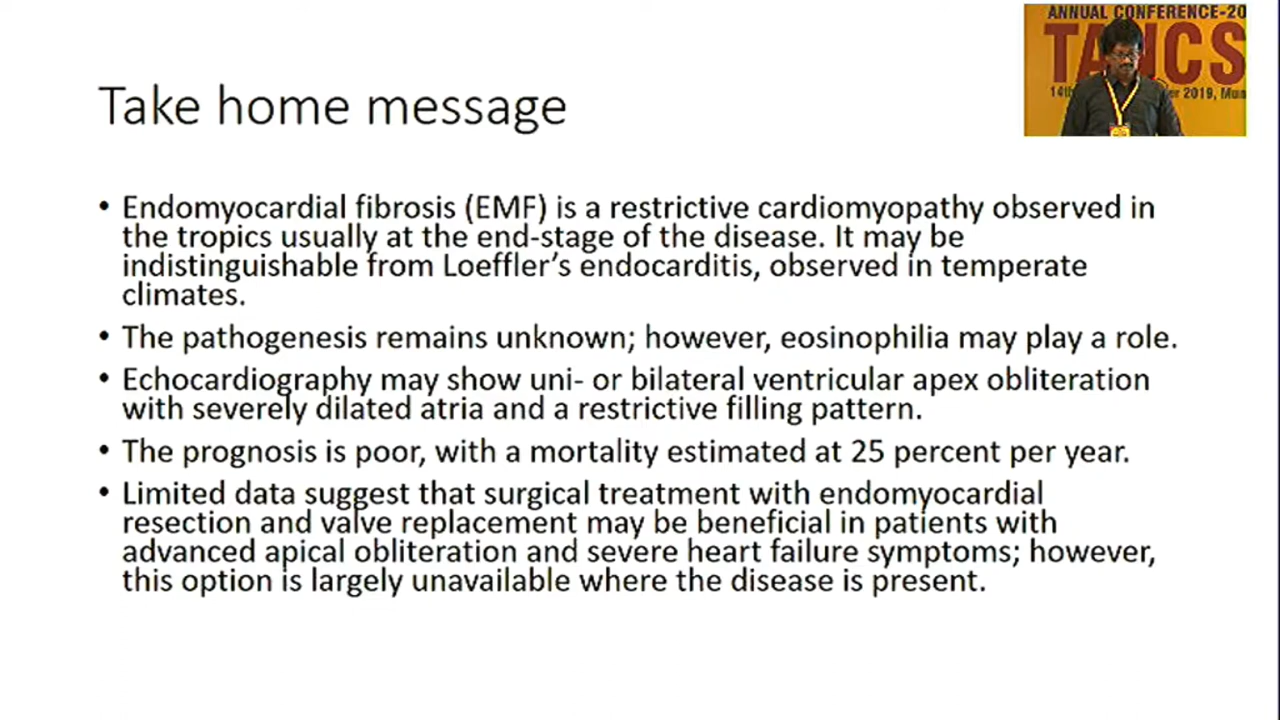 ANNUAL CONFERENCE-20
2019, Mun
Take home message
• Endomyocardial fibrosis (EMF) is a restrictive cardiomyopathy observed in
the tropics usually at the end-stage of the disease. It may be
indistinguishable from Loeffler’s endocarditis, observed in temperate
climates.
• The pathogenesis remains unknown; however, eosinophilia may play a role.
• Echocardiography may show uni- or bilateral ventricular apex obliteration
with severely dilated atria and a restrictive filling pattern.
• The prognosis is poor, with a mortality estimated at 25 percent per year.
• Limited data suggest that surgical treatment with endomyocardial
resection and valve replacement may be beneficial in patients with
advanced apical obliteration and severe heart failure symptoms; however,
this option is largely unavailable where the disease is present.